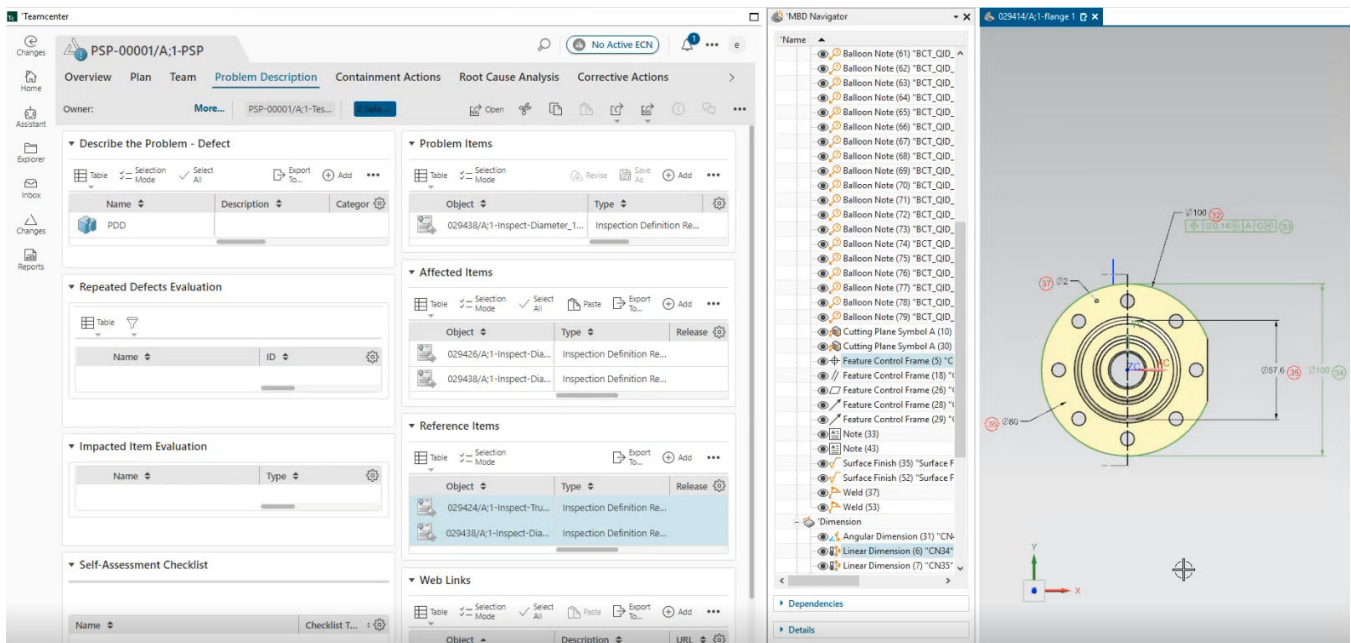 'Teamcenter
Changes
Home
Assistant
Explorer
Inbox
Changes
Reports
PSP-00001/A;1-PSP
No Active ECN
1
e
Overview Plan Team Problem Description Containment Actions Root Cause Analysis Corrective Actions
Owner: More... PSP-00001/A;1-Tes... 2 Sele...
Open
Describe the Problem - Defect
Table Selection Mode Select All Export To... Add
Name Description Categor
PDD
Repeated Defects Evaluation
Table
Name ID
Impacted Item Evaluation
Name Type
Self-Assessment Checklist
Name Checklist T...
Problem Items
Table Selection Mode Revise Save As Add
Object Type
029438/A;1-Inspect-Diameter_1... Inspection Definition Re...
Affected Items
Table Selection Mode Select All Paste Export To... Add
Object Type Release
029426/A;1-Inspect-Dia... Inspection Definition Re...
029438/A;1-Inspect-Dia... Inspection Definition Re...
Reference Items
Table Selection Mode Export To... Add
Object Type Release
029424/A;1-Inspect-Tru... Inspection Definition Re...
029438/A;1-Inspect-Dia... Inspection Definition Re...
Web Links
Table Selection Mode Select All Paste Export To... Add
Object Description URL
'MBD Navigator
'Name
Balloon Note (61) "BCT_QID_
Balloon Note (62) "BCT_QID_
Balloon Note (63) "BCT_QID_
Balloon Note (64) "BCT_QID_
Balloon Note (65) "BCT_QID_
Balloon Note (66) "BCT_QID_
Balloon Note (67) "BCT_QID_
Balloon Note (68) "BCT_QID_
Balloon Note (69) "BCT_QID_
Balloon Note (70) "BCT_QID_
Balloon Note (71) "BCT_QID_
Balloon Note (72) "BCT_QID_
Balloon Note (73) "BCT_QID_
Balloon Note (74) "BCT_QID_
Balloon Note (75) "BCT_QID_
Balloon Note (76) "BCT_QID_
Balloon Note (77) "BCT_QID_
Balloon Note (78) "BCT_QID_
Balloon Note (79) "BCT_QID_
Cutting Plane Symbol A (10)
Cutting Plane Symbol A (30)
Feature Control Frame (5) "C
Feature Control Frame (18) "
Feature Control Frame (26) "
Feature Control Frame (28) "
Feature Control Frame (29) "
Note (33)
Note (43)
Surface Finish (35) "Surface F
Surface Finish (52) "Surface F
Weld (37)
Weld (53)
'Dimension
Angular Dimension (31) "CN
Linear Dimension (6) "CN34"
Linear Dimension (7) "CN35"
Dependencies
Details
029414/A;1-flange 1
Ø100 32
A 33
37 Ø2
YC
ZC
Ø57,6 35 Ø100 34
36 Ø80
Y
X